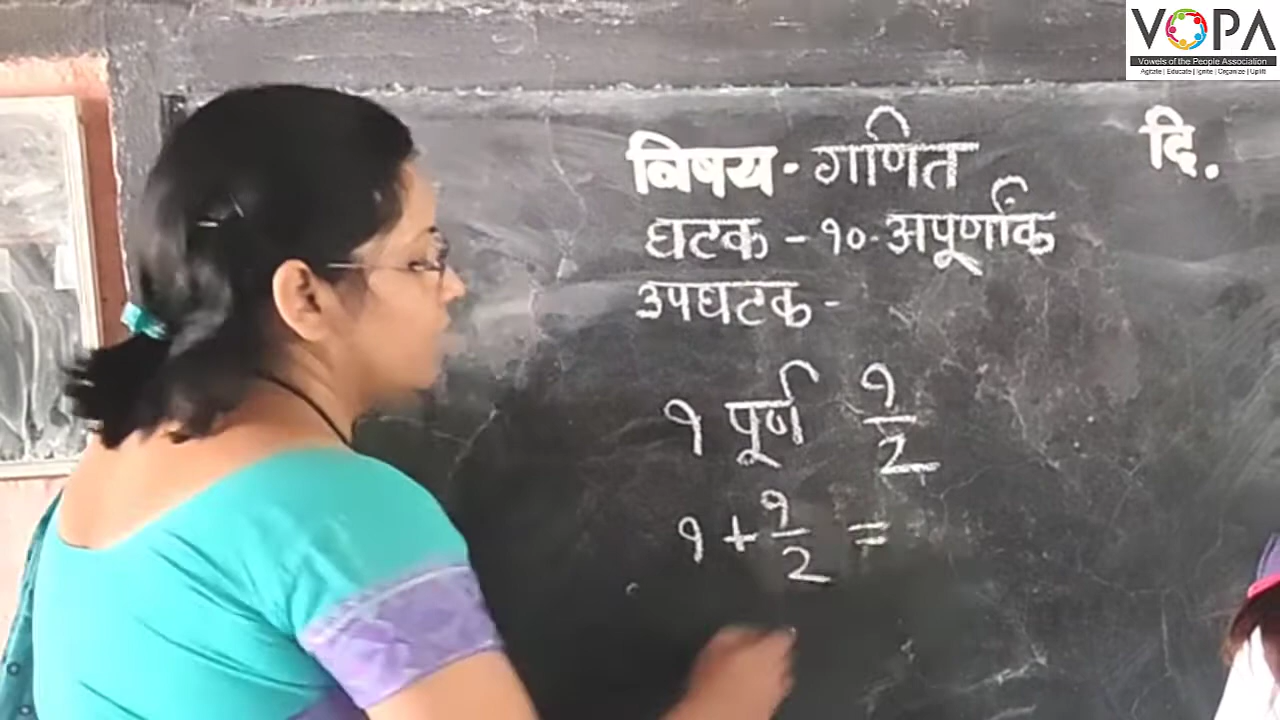 VOPA
Vowels of the People Association
Agitate | Educate | Ignite | Organize | Uplift
विषय - गणित
दि.
घटक - १०. अपूर्णांक
उपघटक -
१ पूर्ण १/२
१ + १/२ =